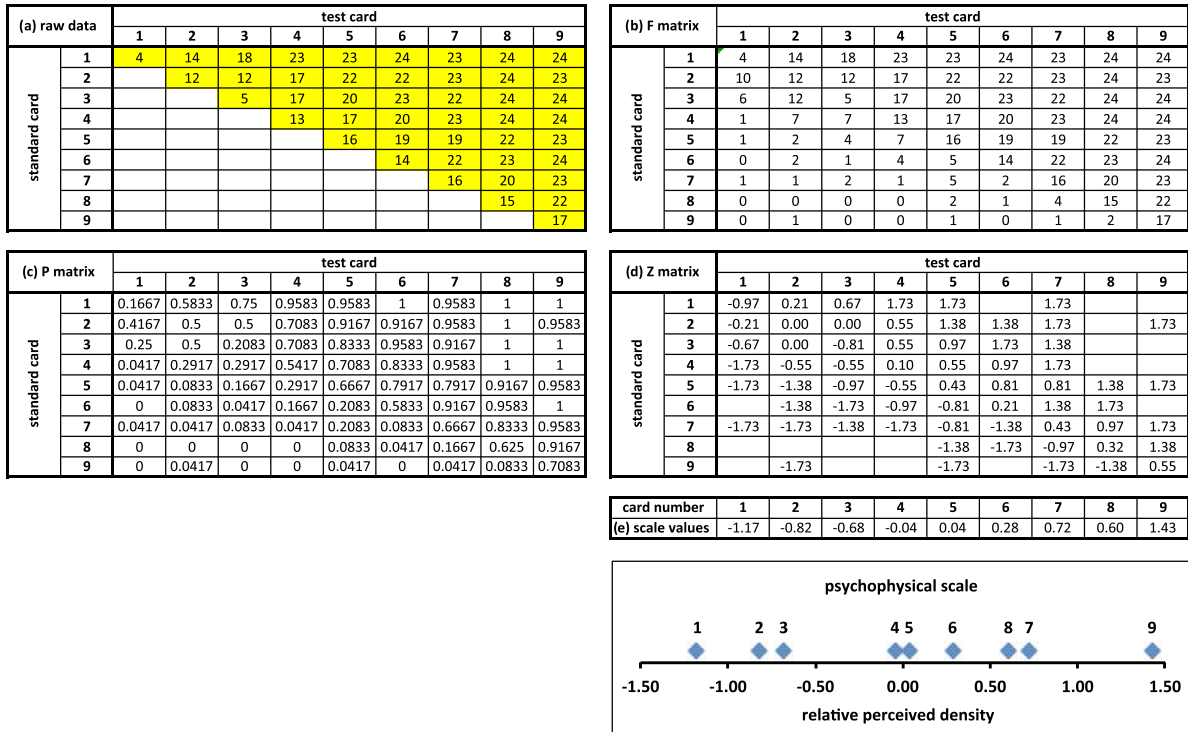 (a) raw data test card
1 2 3 4 5 6 7 8 9
standard card
1 4 14 18 23 23 24 23 24 24
2 12 12 17 22 22 23 24 23
3 5 17 20 23 22 24 24
4 13 17 20 23 24 24
5 16 19 19 22 23
6 14 22 23 24
7 16 20 23
8 15 22
9 17
(b) F matrix test card
1 2 3 4 5 6 7 8 9
standard card
1 4 14 18 23 23 24 23 24 24
2 10 12 12 17 22 22 23 24 23
3 6 12 5 17 20 23 22 24 24
4 1 7 7 13 17 20 23 24 24
5 1 2 4 7 16 19 19 22 23
6 0 2 1 4 5 14 22 23 24
7 1 1 2 1 5 2 16 20 23
8 0 0 0 0 2 1 4 15 22
9 0 1 0 0 1 0 1 2 17
(c) P matrix test card
1 2 3 4 5 6 7 8 9
standard card
1 0.1667 0.5833 0.75 0.9583 0.9583 1 0.9583 1 1
2 0.4167 0.5 0.5 0.7083 0.9167 0.9167 0.9583 1 0.9583
3 0.25 0.5 0.2083 0.7083 0.8333 0.9583 0.9167 1 1
4 0.0417 0.2917 0.2917 0.5417 0.7083 0.8333 0.9583 1 1
5 0.0417 0.0833 0.1667 0.2917 0.6667 0.7917 0.7917 0.9167 0.9583
6 0 0.0833 0.0417 0.1667 0.2083 0.5833 0.9167 0.9583 1
7 0.0417 0.0417 0.0833 0.0417 0.2083 0.0833 0.6667 0.8333 0.9583
8 0 0 0 0 0.0833 0.0417 0.1667 0.625 0.9167
9 0 0.0417 0 0 0.0417 0 0.0417 0.0833 0.7083
(d) Z matrix test card
1 2 3 4 5 6 7 8 9
standard card
1 -0.97 0.21 0.67 1.73 1.73 1.73
2 -0.21 0.00 0.00 0.55 1.38 1.38 1.73 1.73
3 -0.67 0.00 -0.81 0.55 0.97 1.73 1.38
4 -1.73 -0.55 -0.55 0.10 0.55 0.97 1.73
5 -1.73 -1.38 -0.97 -0.55 0.43 0.81 0.81 1.38 1.73
6 -1.38 -1.73 -0.97 -0.81 0.21 1.38 1.73
7 -1.73 -1.73 -1.38 -1.73 -0.81 -1.38 0.43 0.97 1.73
8 -1.38 -1.73 -0.97 0.32 1.38
9 -1.73 -1.73 -1.73 -1.38 0.55
card number 1 2 3 4 5 6 7 8 9
(e) scale values -1.17 -0.82 -0.68 -0.04 0.04 0.28 0.72 0.60 1.43
psychophysical scale
1 2 3 4 5 6 8 7 9
-1.50 -1.00 -0.50 0.00 0.50 1.00 1.50
relative perceived density